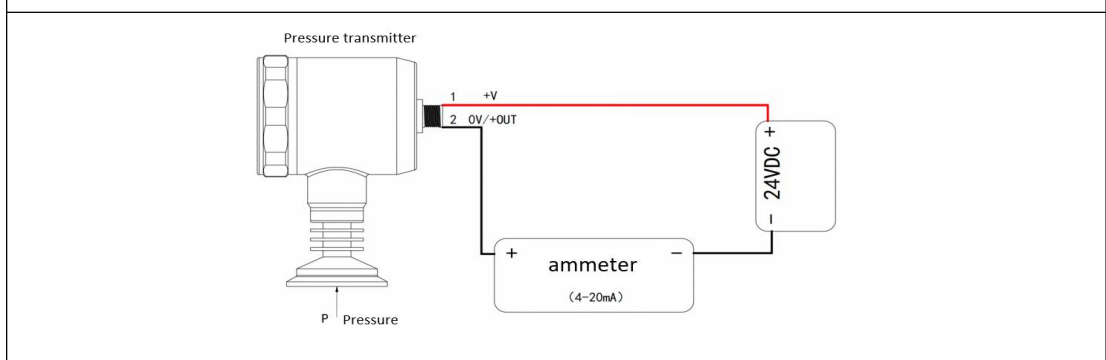 Pressure transmitter
1 +V
2 0V/+OUT
+ 24VDC -
+ ammeter -
(4-20mA)
P Pressure